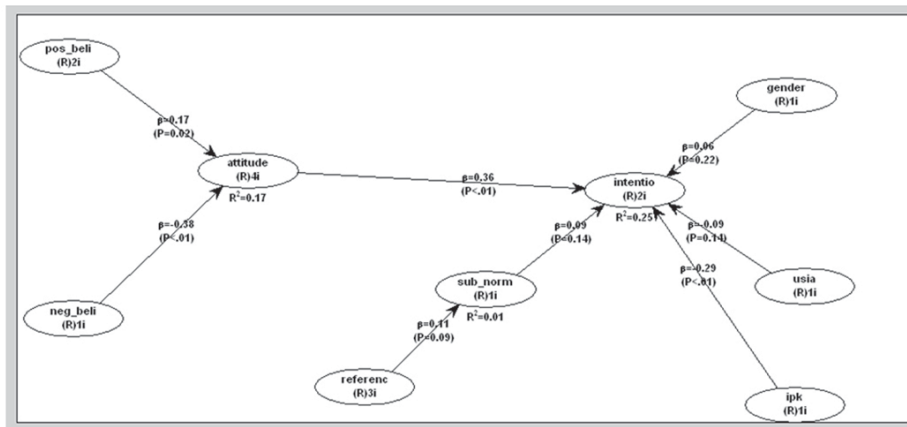 pos_beli
(R)2i
gender
(R)1i
β=0.17
(P=0.02)
β=0.06
(P=0.22)
attitude
(R)4i
R²=0.17
β=0.36
(P<.01)
intentio
(R)2i
R²=0.25
β=-0.38
(P<.01)
β=0.09
(P=0.14)
β=-0.09
(P=0.14)
β=-0.29
(P<.01)
sub_norm
(R)1i
R²=0.01
usia
(R)1i
neg_beli
(R)1i
β=0.11
(P=0.09)
referenc
(R)3i
ipk
(R)1i